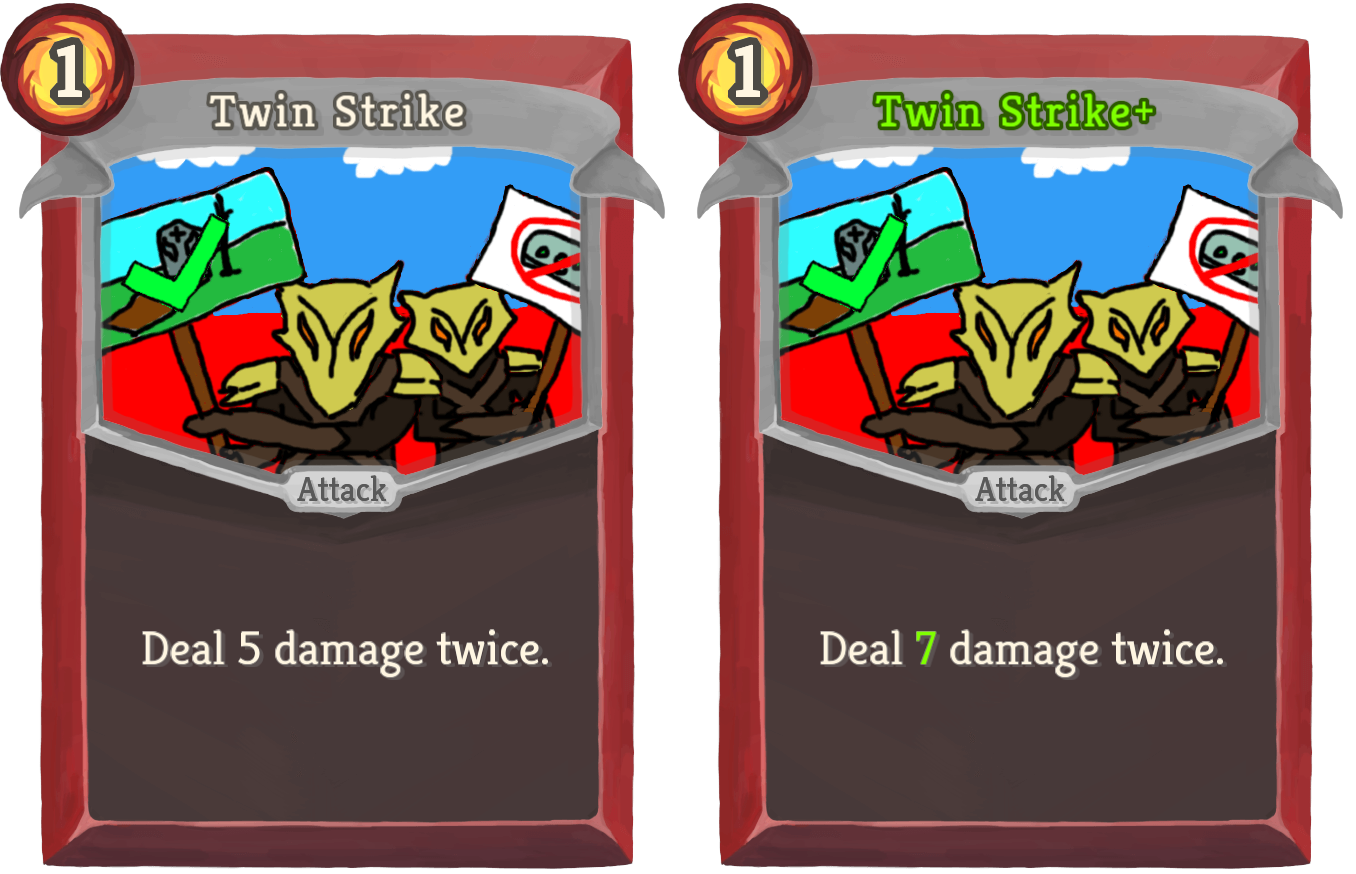 1
Twin Strike
Attack
Deal 5 damage twice.
1
Twin Strike+
Attack
Deal 7 damage twice.